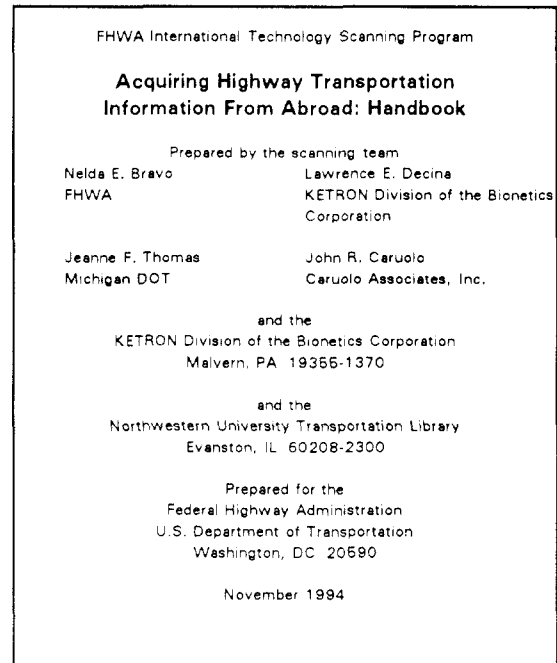 FHWA International Technology Scanning Program
Acquiring Highway Transportation
Information From Abroad: Handbook
Prepared by the scanning team
Nelda E. Bravo Lawrence E. Decina
FHWA KETRON Division of the Bionetics
Corporation
Jeanne F. Thomas John R. Caruolo
Michigan DOT Caruolo Associates, Inc.
and the
KETRON Division of the Bionetics Corporation
Malvern, PA 19355-1370
and the
Northwestern University Transportation Library
Evanston, IL 60208-2300
Prepared for the
Federal Highway Administration
U.S. Department of Transportation
Washington, DC 20590
November 1994